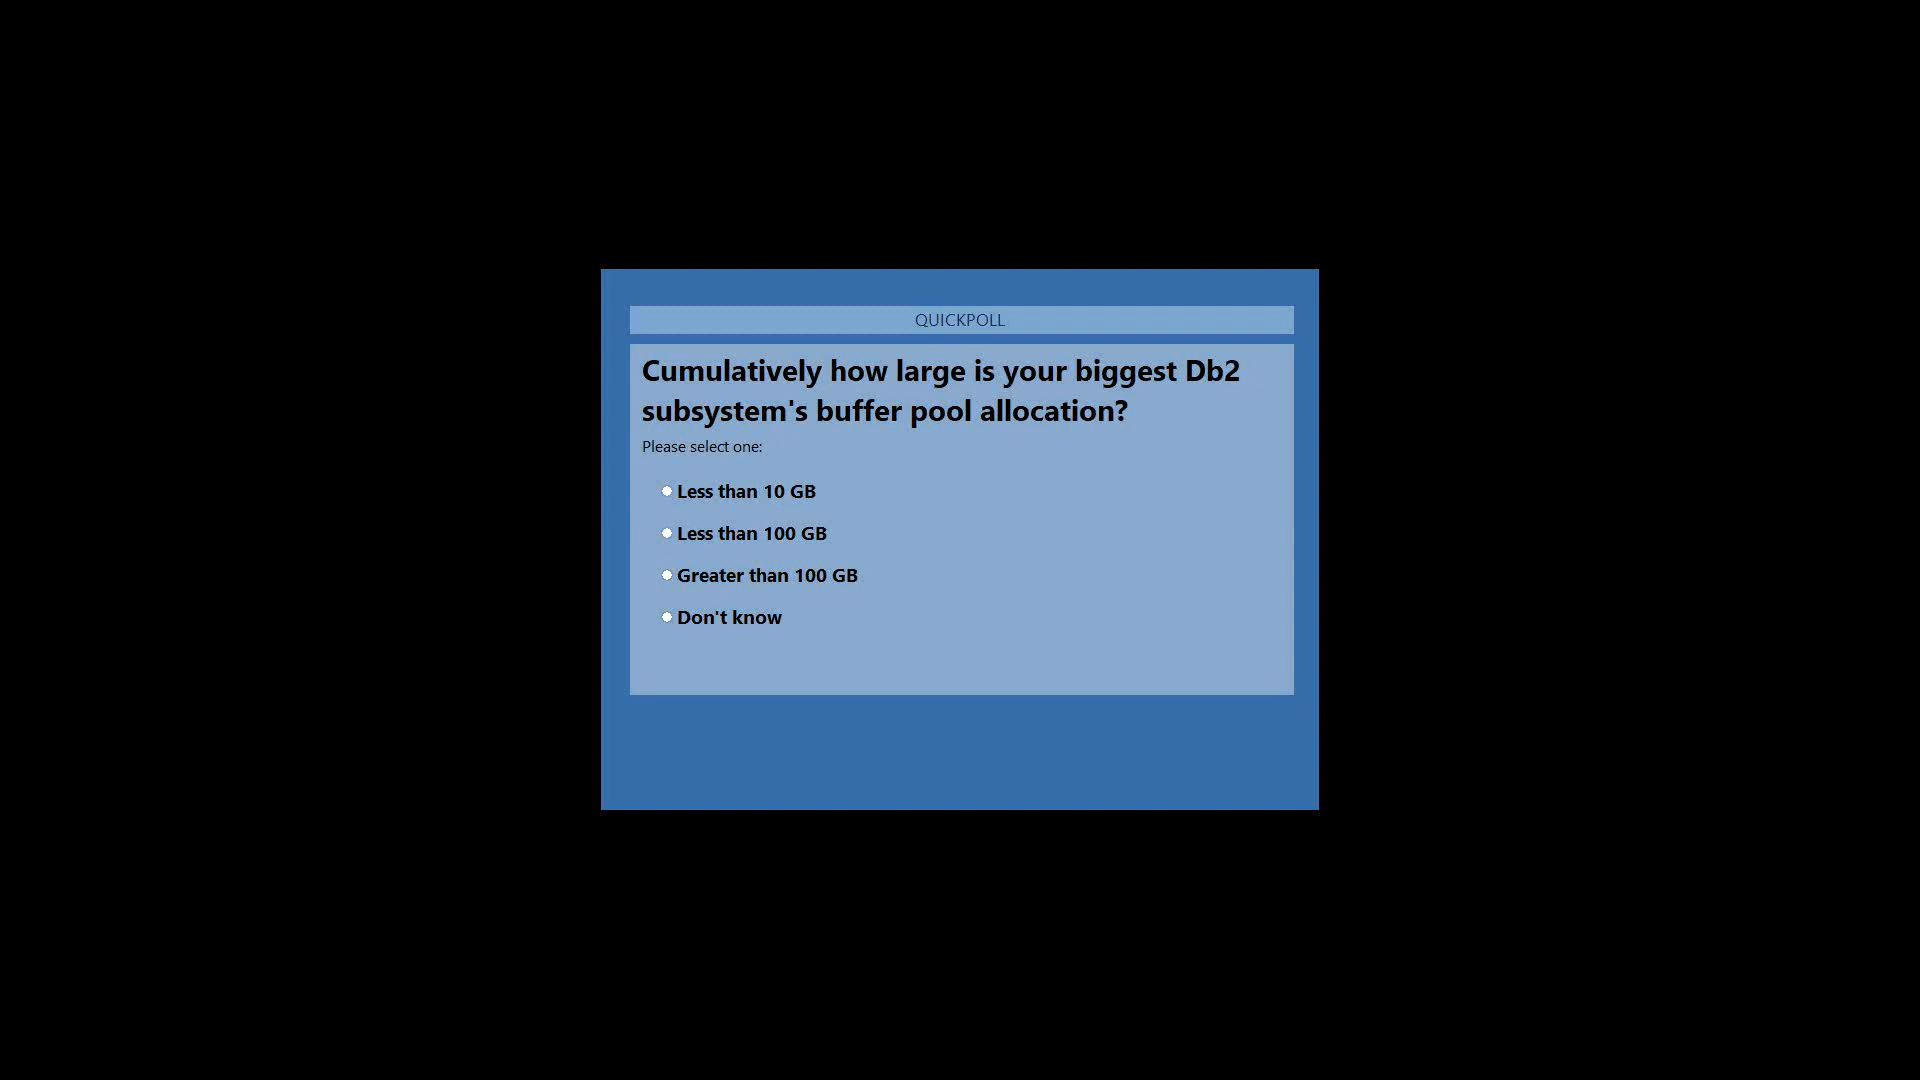 QUICKPOLL
Cumulatively how large is your biggest Db2
subsystem's buffer pool allocation?
Please select one:
Less than 10 GB
Less than 100 GB
Greater than 100 GB
Don't know